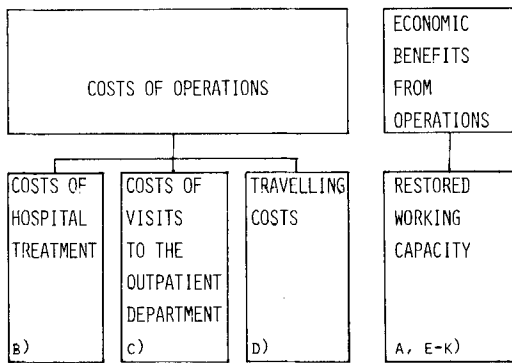 COSTS OF OPERATIONS
ECONOMIC
BENEFITS
FROM
OPERATIONS
COSTS OF
HOSPITAL
TREATMENT
B)
COSTS OF
VISITS
TO THE
OUTPATIENT
DEPARTMENT
C)
TRAVELLING
COSTS
D)
RESTORED
WORKING
CAPACITY
A, E-K)